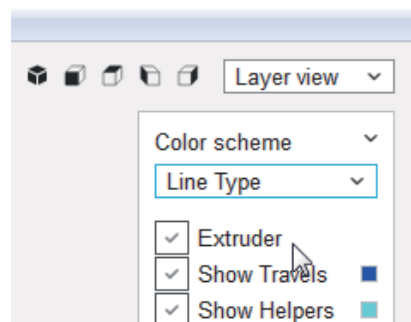 Layer view
Color scheme
Line Type
Extruder
Show Travels
Show Helpers